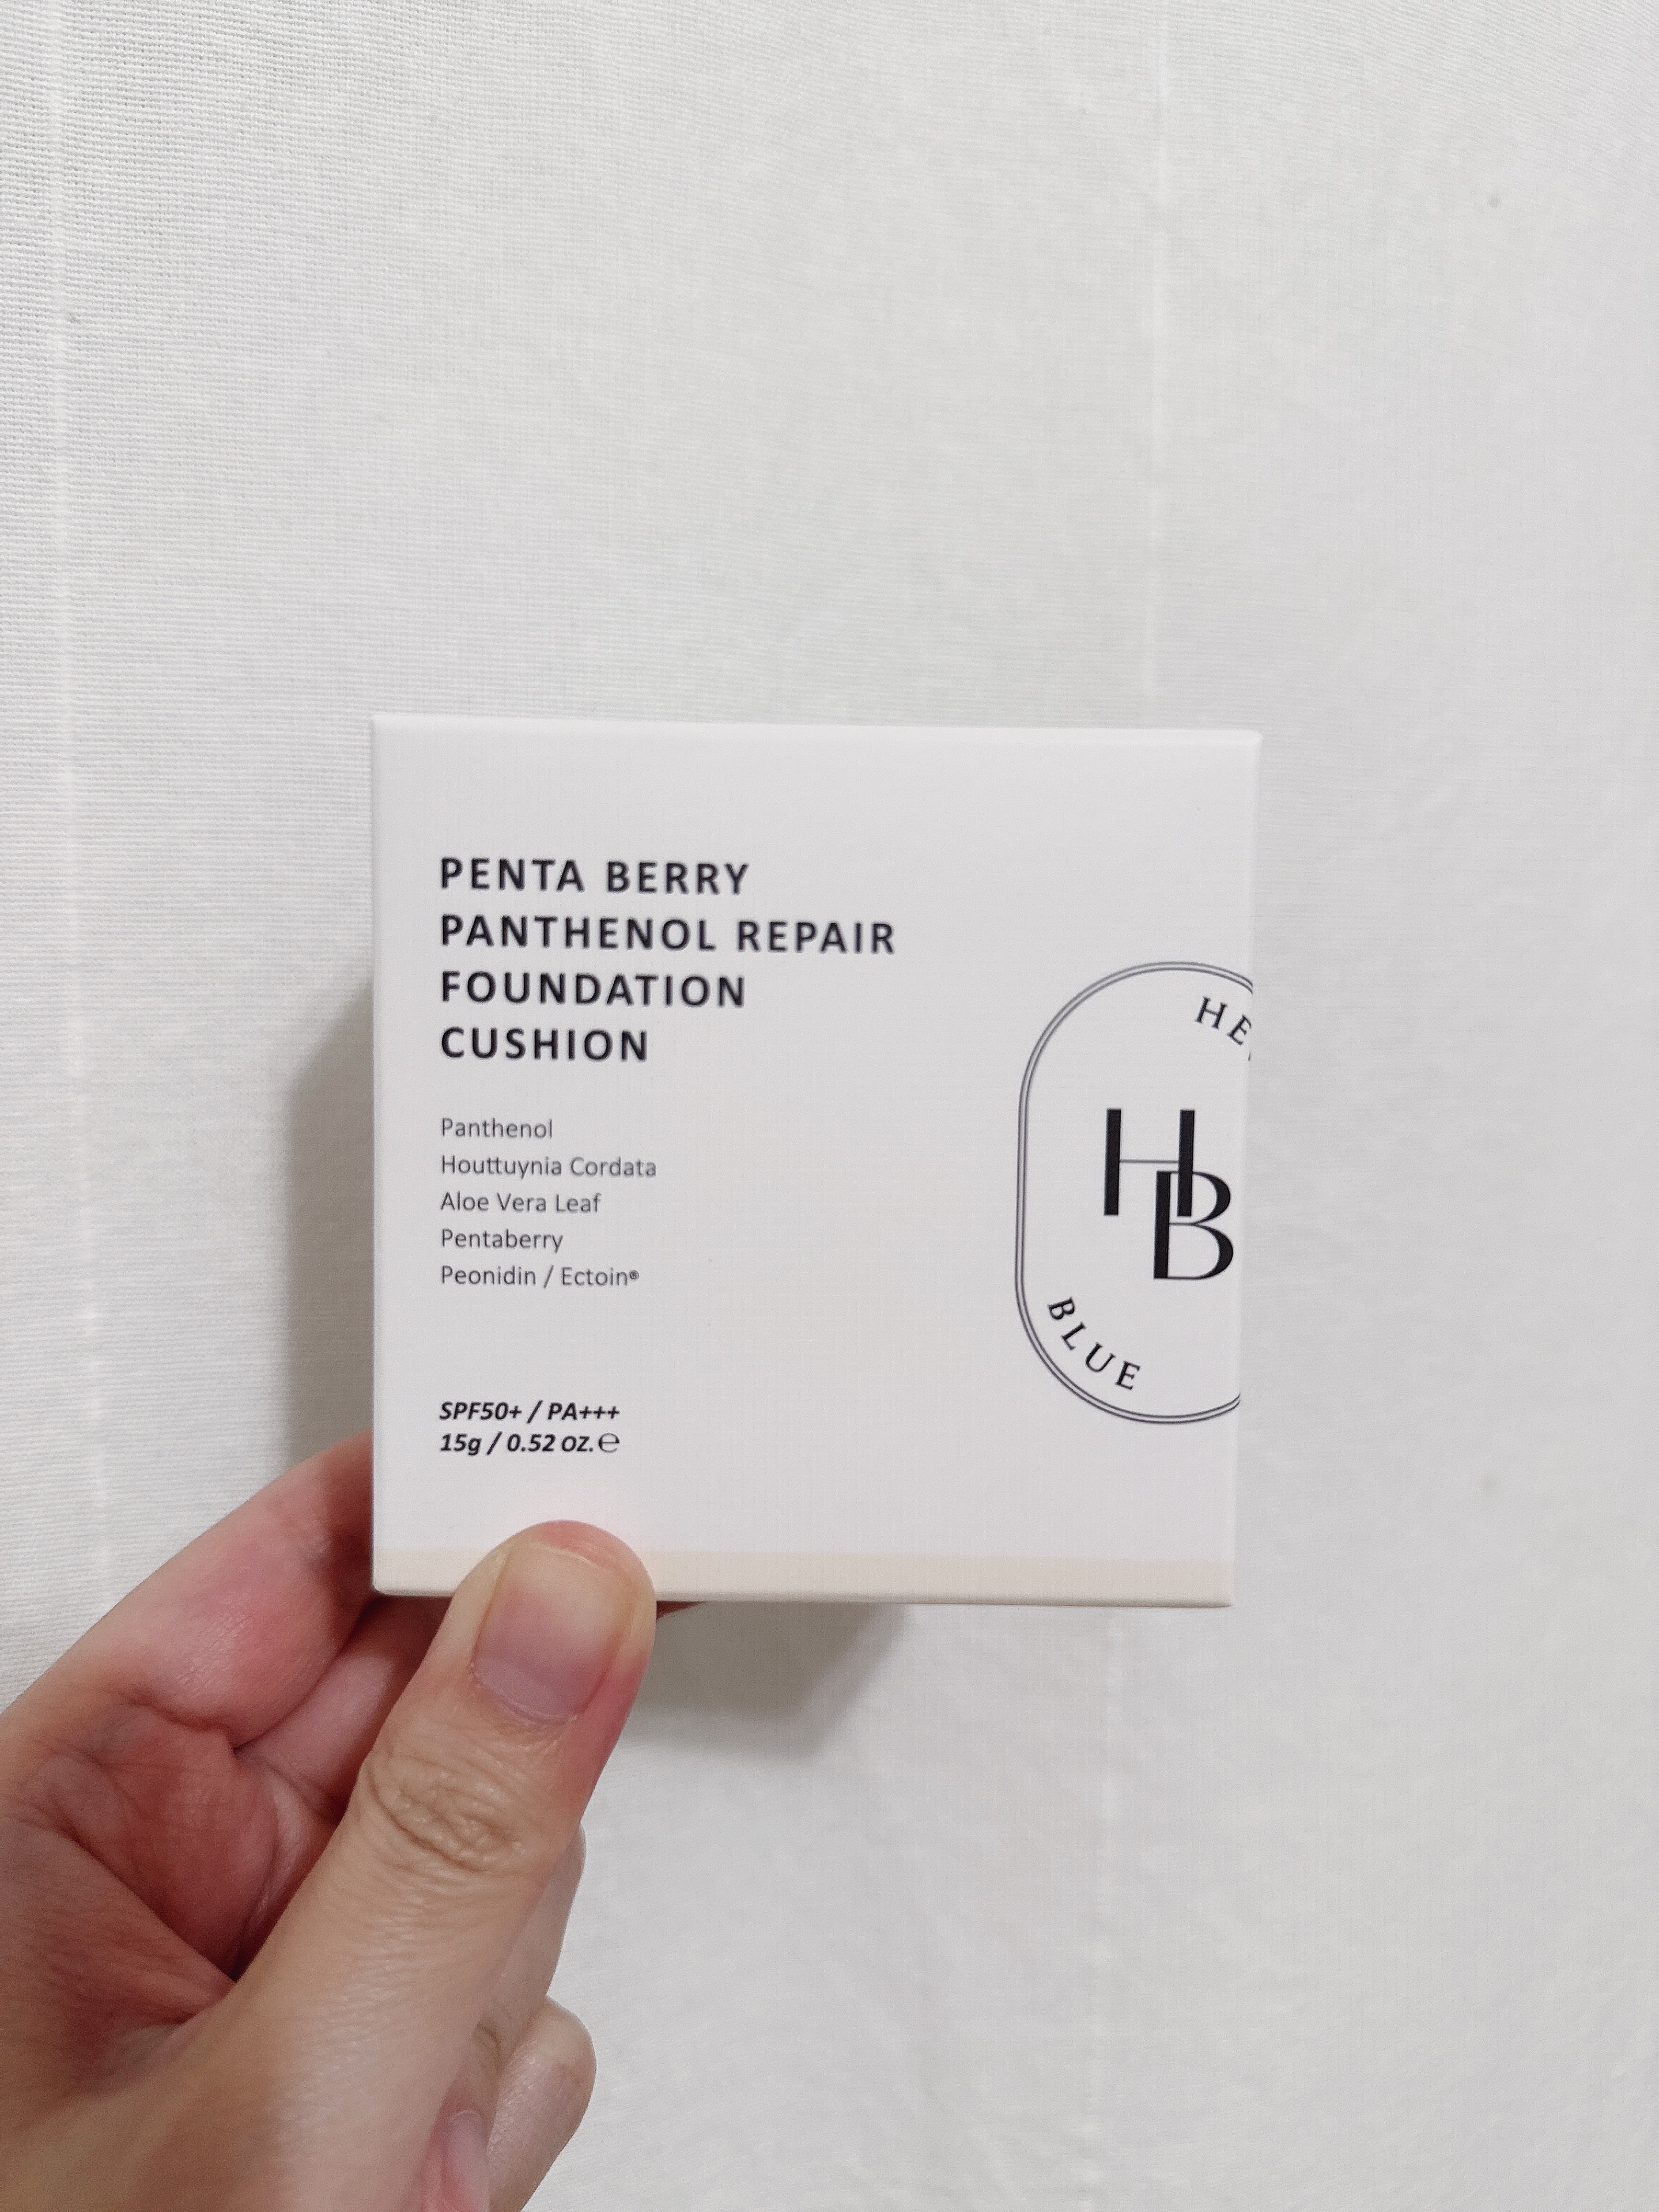 PENTA BERRY
PANTHENOL REPAIR
FOUNDATION
CUSHION
Panthenol
Houttuynia Cordata
Aloe Vera Leaf
Pentaberry
Peonidin / Ectoin®
SPF50+ / PA+++
15g / 0.52 OZ.℮
HB
BLUE